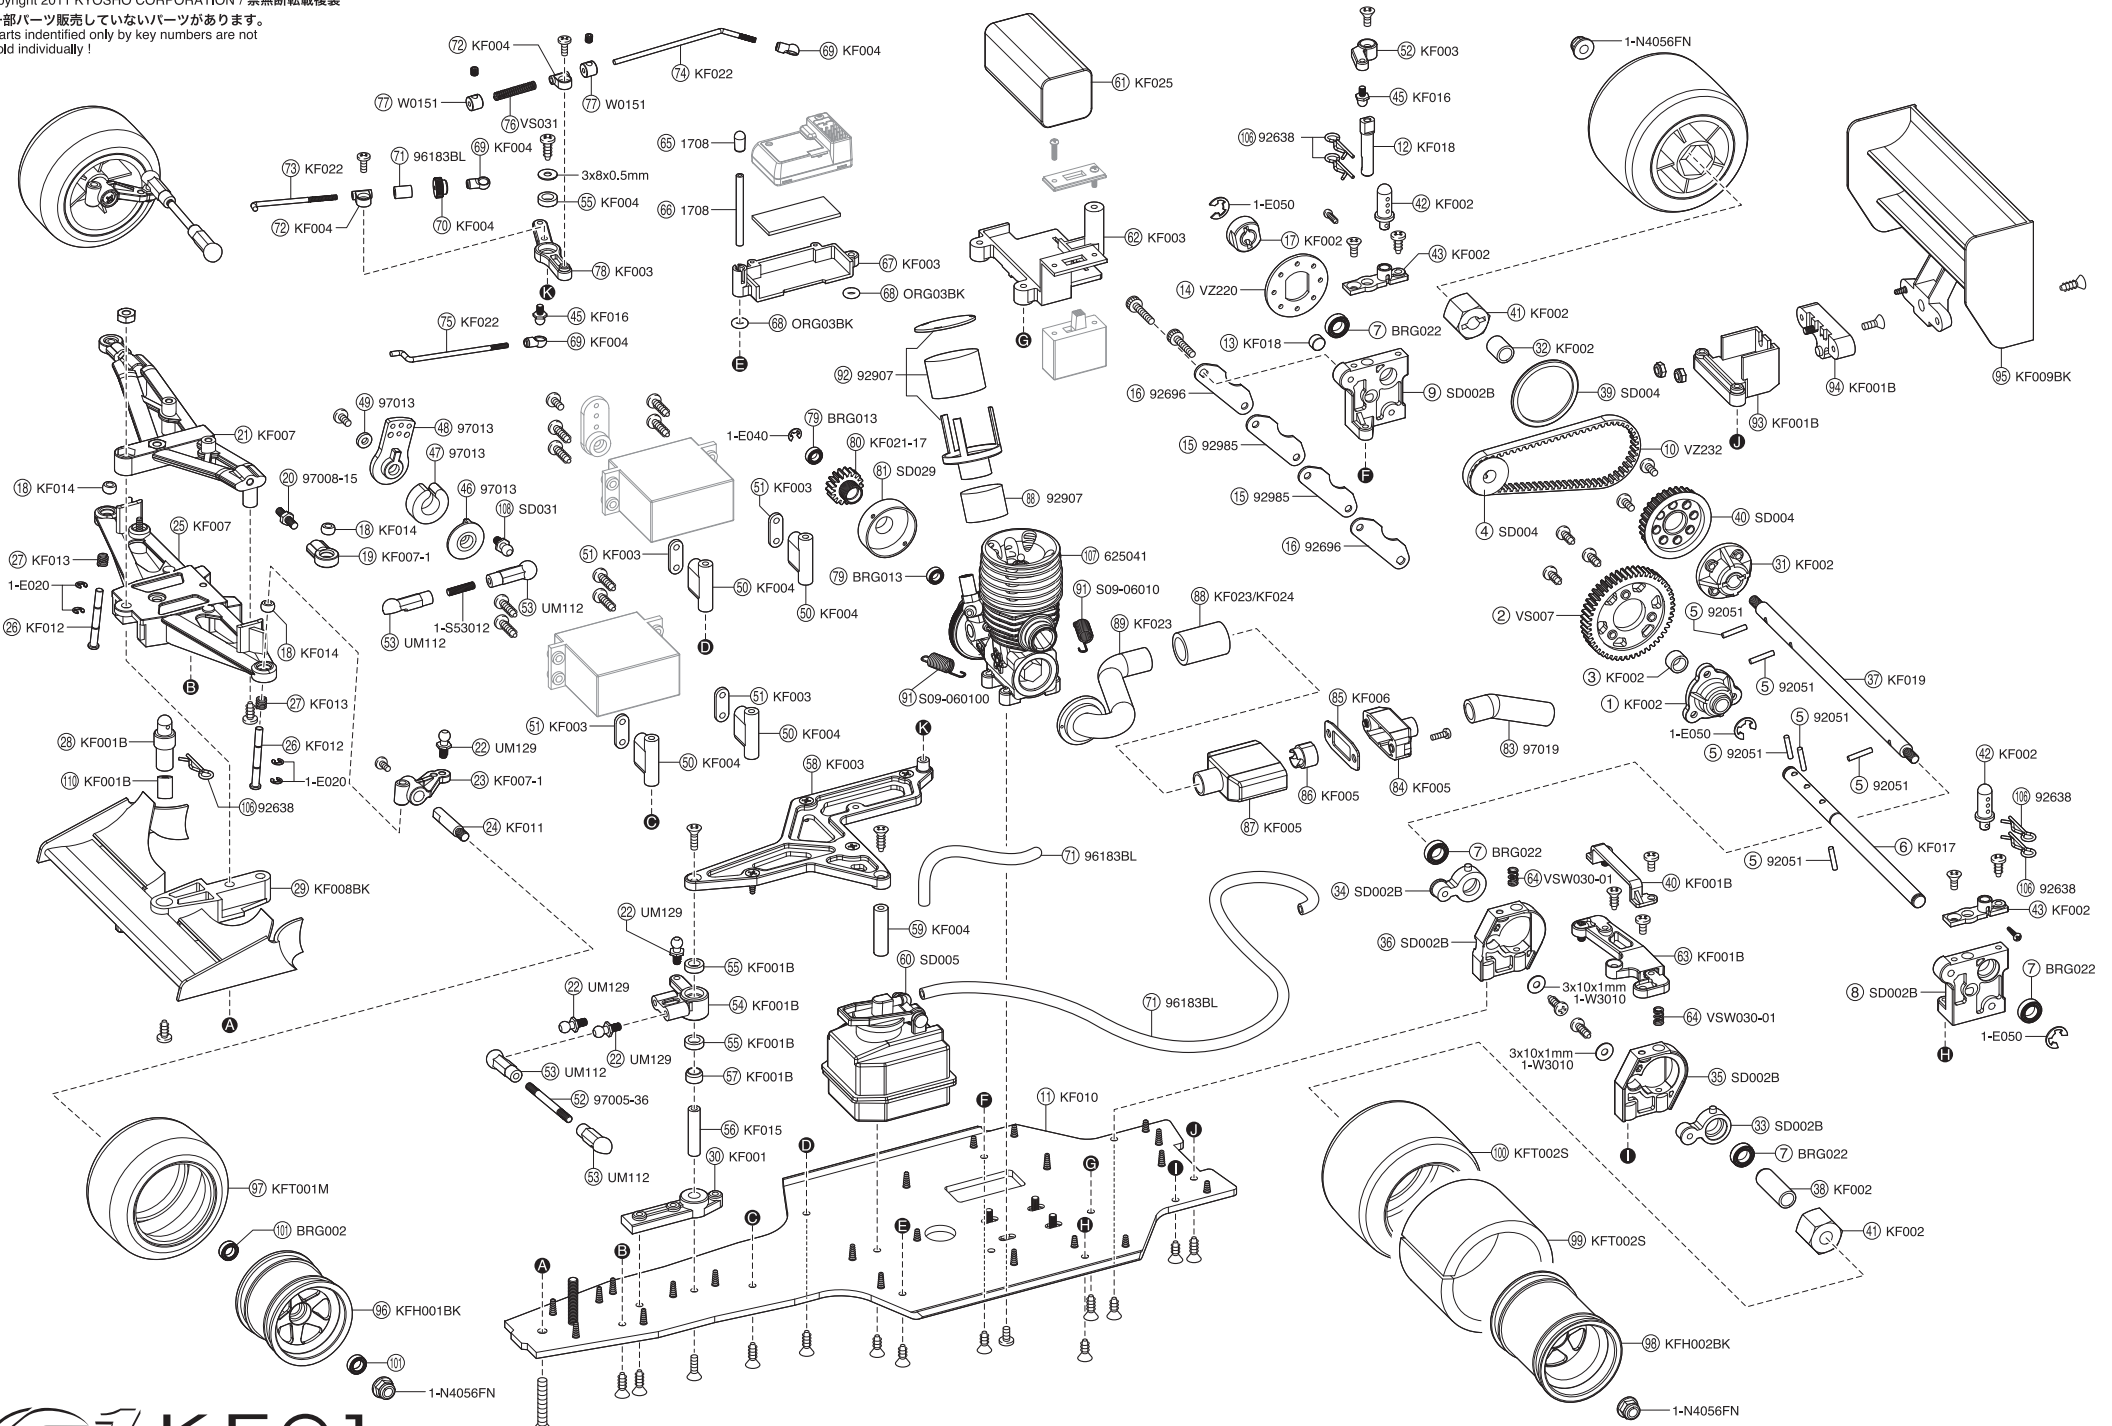 opyright 2011 KYOSHO CORPORATION / 禁無断転載複製
一部パーツ販売していないパーツがあります。
arts indentified only by key numbers are not
old individually !
72 KF004
69 KF004
74 KF022
77 W0151
77 W0151
76 VS031
73 KF022
71 96183BL
69 KF004
72 KF004
70 KF004
3x8x0.5mm
55 KF004
78 KF003
K
45 KF016
75 KF022
69 KF004
65 1708
66 1708
67 KF003
68 ORG03BK
68 ORG03BK
E
61 KF025
62 KF003
G
52 KF003
45 KF016
106 92638
12 KF018
42 KF002
1-E050
17 KF002
43 KF002
14 VZ220
7 BRG022
13 KF018
9 SD002B
F
16 92696
15 92985
15 92985
16 92696
1-N4056FN
41 KF002
32 KF002
39 SD004
10 VZ232
4 SD004
40 SD004
31 KF002
2 VS007
3 KF002
1 KF002
1-E050
5 92051
5 92051
5 92051
5 92051
5 92051
5 92051
37 KF019
6 KF017
93 KF001B
J
94 KF001B
95 KF009BK
21 KF007
49 97013
48 97013
47 97013
46 97013
108 SD031
20 97008-15
18 KF014
18 KF014
19 KF007-1
25 KF007
27 KF013
1-E020
26 KF012
18 KF014
B
27 KF013
26 KF012
1-E020
28 KF001B
110 KF001B
106 92638
29 KF008BK
A
53 UM112
1-S53012
53 UM112
22 UM129
23 KF007-1
24 KF011
1-E040
79 BRG013
80 KF021-17
81 SD029
79 BRG013
92 92907
88 92907
107 625041
51 KF003
51 KF003
50 KF004
50 KF004
D
51 KF003
51 KF003
50 KF004
50 KF004
C
91 S09-06010
91 S09-060100
89 KF023
88 KF023/KF024
85 KF006
83 97019
84 KF005
86 KF005
87 KF005
K
58 KF003
71 96183BL
59 KF004
60 SD005
71 96183BL
22 UM129
55 KF001B
22 UM129
54 KF001B
22 UM129
55 KF001B
53 UM112
57 KF001B
52 97005-36
56 KF015
53 UM112
30 KF001
11 KF010
7 BRG022
34 SD002B
64 VSW030-01
40 KF001B
36 SD002B
63 KF001B
3x10x1mm
1-W3010
64 VSW030-01
3x10x1mm
1-W3010
35 SD002B
33 SD002B
I
7 BRG022
38 KF002
41 KF002
42 KF002
106 92638
106 92638
43 KF002
8 SD002B
7 BRG022
1-E050
H
97 KFT001M
101 BRG002
96 KFH001BK
101
1-N4056FN
A
B
C
D
E
F
G
H
I
J
100 KFT002S
99 KFT002S
98 KFH002BK
1-N4056FN